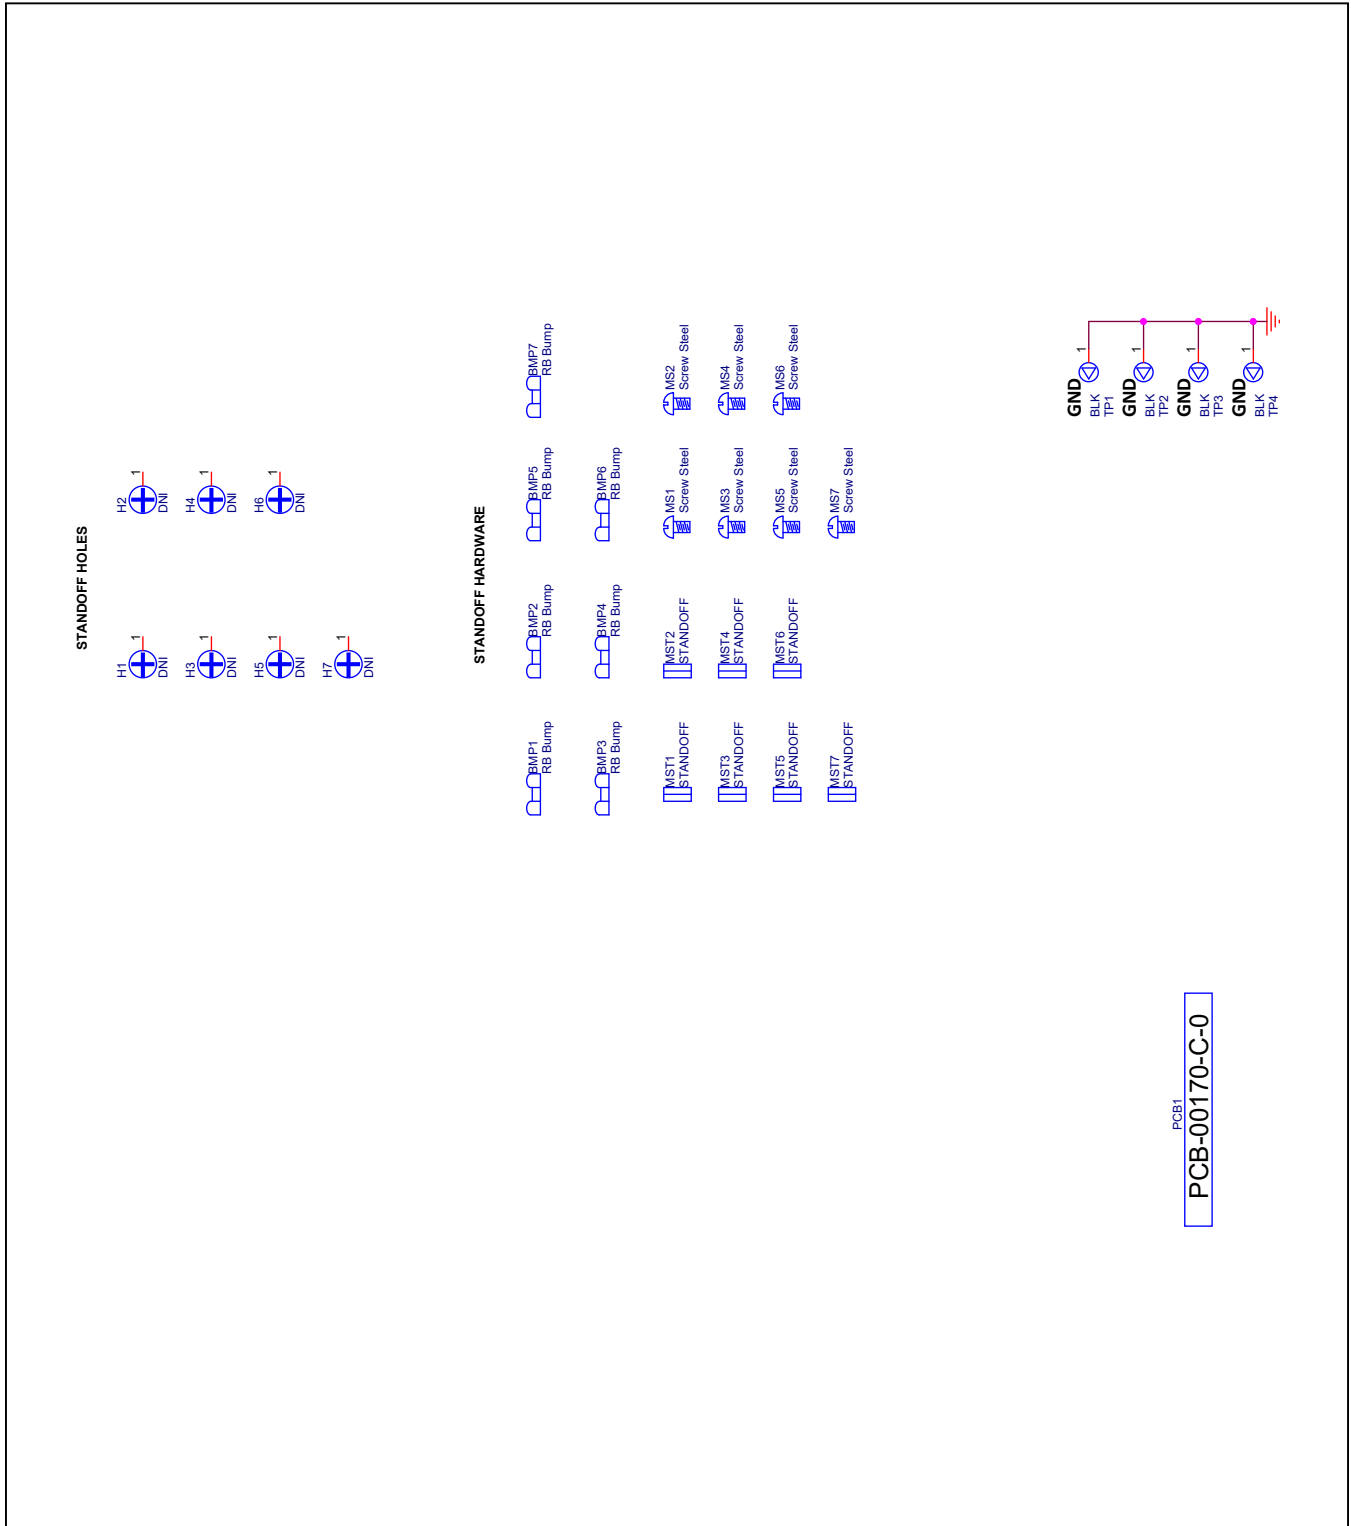 STANDOFF HOLES
H1
1
DNI
H2
1
DNI
H3
1
DNI
H4
1
DNI
H5
1
DNI
H6
1
DNI
H7
1
DNI
STANDOFF HARDWARE
BMP1
RB Bump
BMP2
RB Bump
BMP5
RB Bump
BMP7
RB Bump
BMP3
RB Bump
BMP4
RB Bump
BMP6
RB Bump
MST1
STANDOFF
MST2
STANDOFF
MS1
Screw Steel
MS2
Screw Steel
MST3
STANDOFF
MST4
STANDOFF
MS3
Screw Steel
MS4
Screw Steel
MST5
STANDOFF
MST6
STANDOFF
MS5
Screw Steel
MS6
Screw Steel
MST7
STANDOFF
MS7
Screw Steel
GND
1
BLK
TP1
GND
1
BLK
TP2
GND
1
BLK
TP3
GND
1
BLK
TP4
PCB1
PCB-00170-C-0